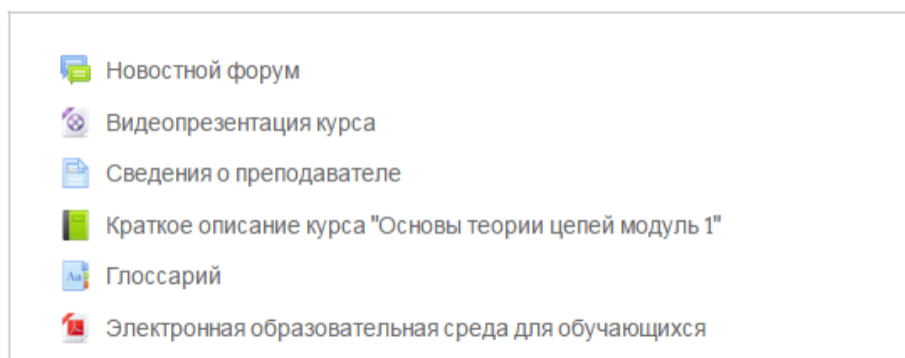 Новостной форум
Видеопрезентация курса
Сведения о преподавателе
Краткое описание курса "Основы теории цепей модуль 1"
Глоссарий
Электронная образовательная среда для обучающихся